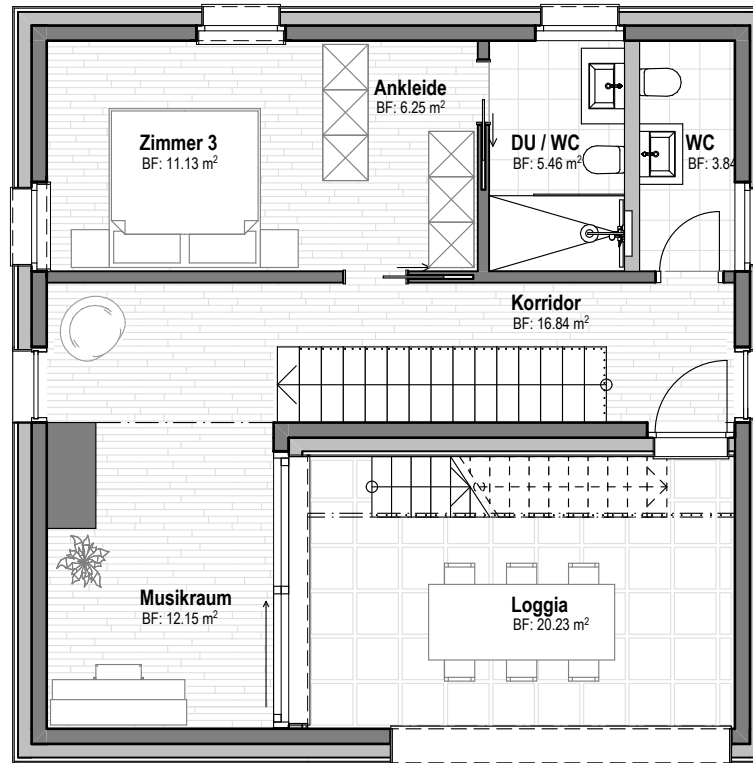 Ankleide
BF: 6.25 m²
Zimmer 3
BF: 11.13 m²
DU / WC
BF: 5.46 m²
WC
BF: 3.84
Korridor
BF: 16.84 m²
Musikraum
BF: 12.15 m²
Loggia
BF: 20.23 m²